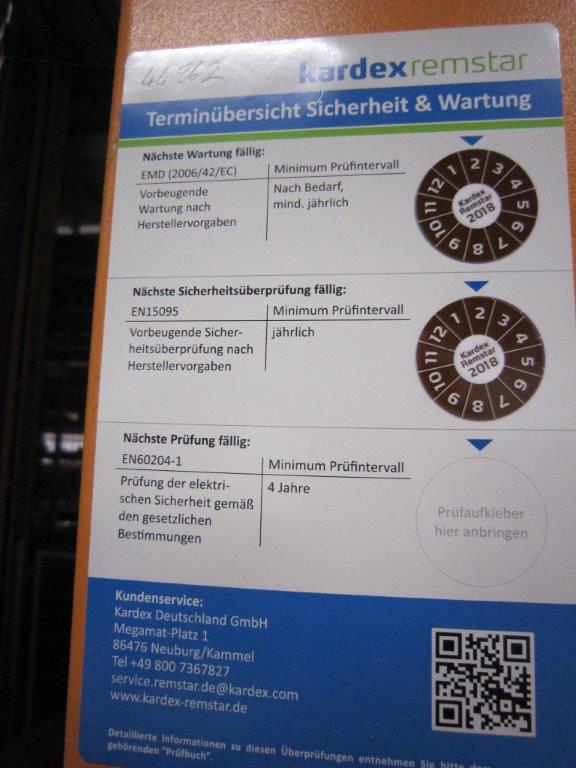 44862
kardexremstar
Terminübersicht Sicherheit & Wartung
Nächste Wartung fällig:
EMD (2006/42/EC) Minimum Prüfintervall
Vorbeugende Wartung nach Herstellervorgaben
Nach Bedarf, mind. jährlich
1 2 3 4 5 6 7 8 9 10 11 12
Kardex
Remstar
2018
Nächste Sicherheitsüberprüfung fällig:
EN15095 Minimum Prüfintervall
Vorbeugende Sicher-
heitsüberprüfung nach
Herstellervorgaben
jährlich
1 2 3 4 5 6 7 8 9 10 11 12
Kardex
Remstar
2018
Nächste Prüfung fällig:
EN60204-1 Minimum Prüfintervall
Prüfung der elektri-
schen Sicherheit gemäß
den gesetzlichen
Bestimmungen
4 Jahre
Prüfaufkleber
hier anbringen
Kundenservice:
Kardex Deutschland GmbH
Megamat-Platz 1
86476 Neuburg/Kammel
Tel +49 800 7367827
service.remstar.de@kardex.com
www.kardex-remstar.de
Detaillierte Informationen zu diesen Überprüfungen entnehmen Sie bitte dem
gehörenden "Prüfbuch".